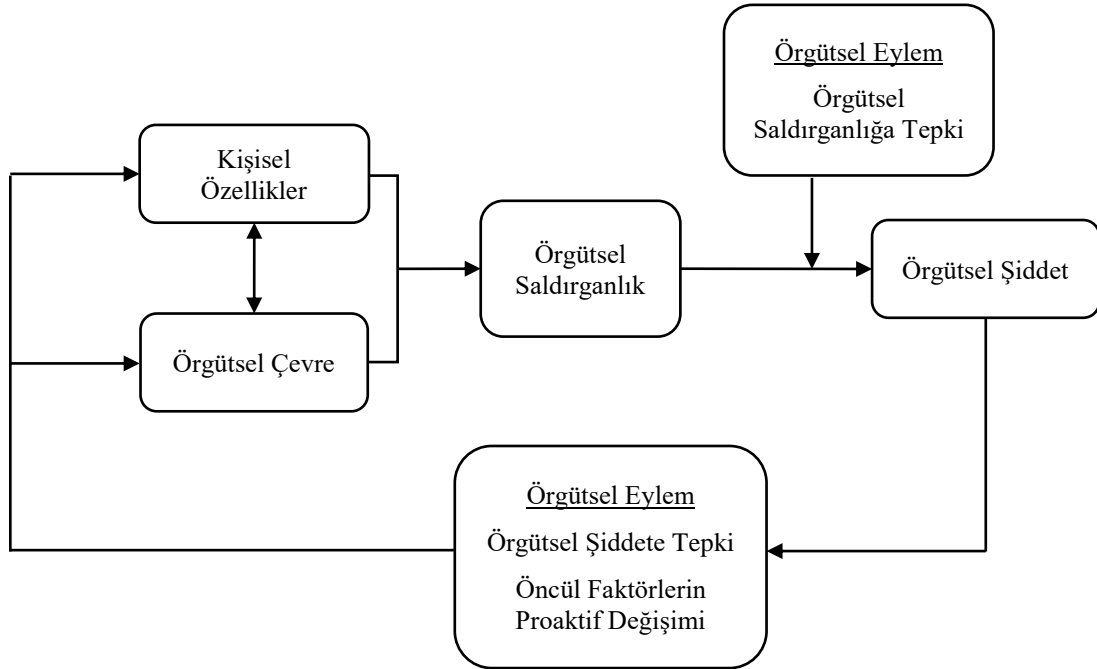 Örgütsel Eylem
Örgütsel
Saldırganlığa Tepki
Kişisel
Özellikler
Örgütsel
Saldırganlık
Örgütsel Şiddet
Örgütsel Çevre
Örgütsel Eylem
Örgütsel Şiddete Tepki
Öncül Faktörlerin
Proaktif Değişimi